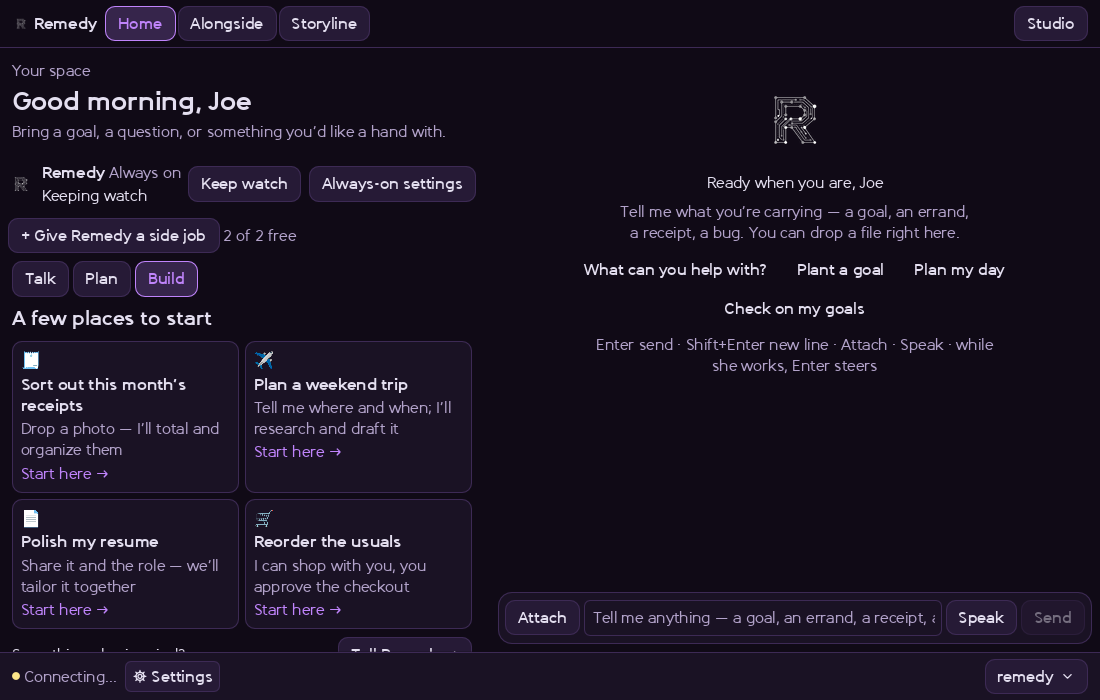 Remedy Home Alongside Storyline Studio
Your space
Good morning, Joe
Bring a goal, a question, or something you'd like a hand with.
Remedy Always on
Keeping watch
Keep watch Always-on settings
+ Give Remedy a side job 2 of 2 free
Talk Plan Build
A few places to start
Sort out this month's
receipts
Drop a photo — I'll total and
organize them
Start here →
Plan a weekend trip
Tell me where and when; I'll
research and draft it
Start here →
Polish my resume
Share it and the role — we'll
tailor it together
Start here →
Reorder the usuals
I can shop with you, you
approve the checkout
Start here →
Ready when you are, Joe
Tell me what you're carrying — a goal, an errand,
a receipt, a bug. You can drop a file right here.
What can you help with? Plant a goal Plan my day
Check on my goals
Enter send · Shift+Enter new line · Attach · Speak · while
she works, Enter steers
Attach Tell me anything — a goal, an errand, a receipt, Speak Send
Connecting... Settings remedy